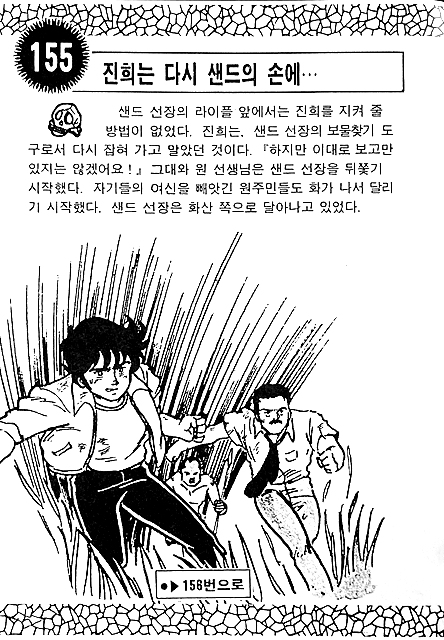 155
진희는 다시 샌드의 손에…
샌드 선장의 라이플 앞에서는 진희를 지켜 줄
방법이 없었다. 진희는, 샌드 선장의 보물찾기 도
구로서 다시 잡혀 가고 말았던 것이다. 『하지만 이대로 보고만
있지는 않겠어요!』 그대와 원 선생님은 샌드 선장을 뒤쫓기
시작했다. 자기들의 여신을 빼앗긴 원주민들도 화가 나서 달리
기 시작했다. 샌드 선장은 화산 쪽으로 달아나고 있었다.
●▶156번으로